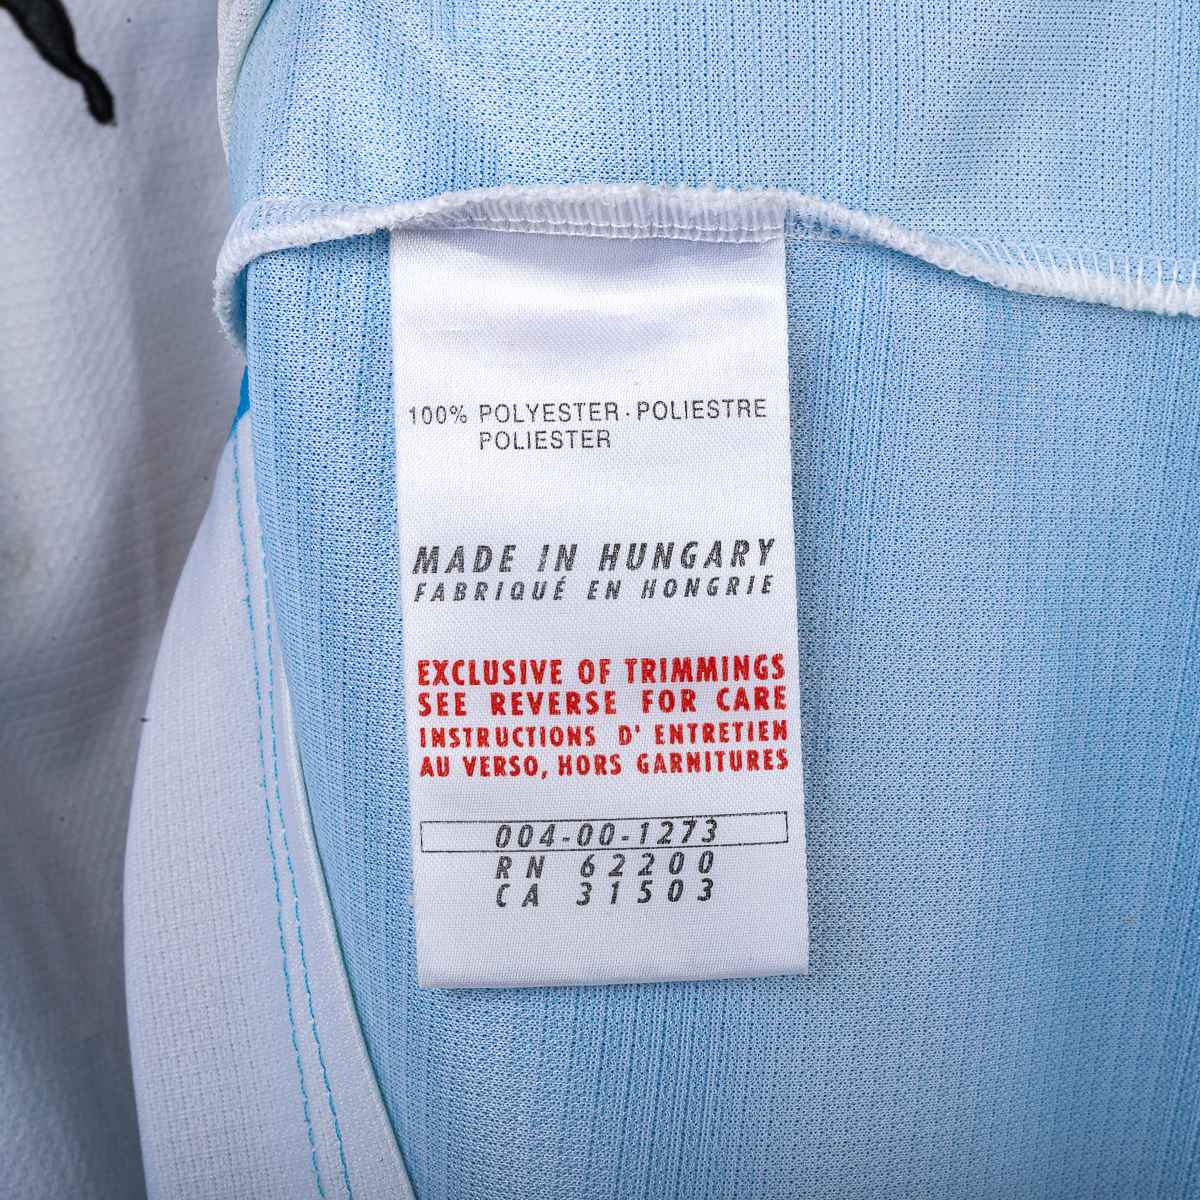 100% POLYESTER · POLIESTRE
POLIESTER
MADE IN HUNGARY
FABRIQUÉ EN HONGRIE
EXCLUSIVE OF TRIMMINGS
SEE REVERSE FOR CARE
INSTRUCTIONS D' ENTRETIEN
AU VERSO, HORS GARNITURES
004-00-1273
RN 62200
CA 31503